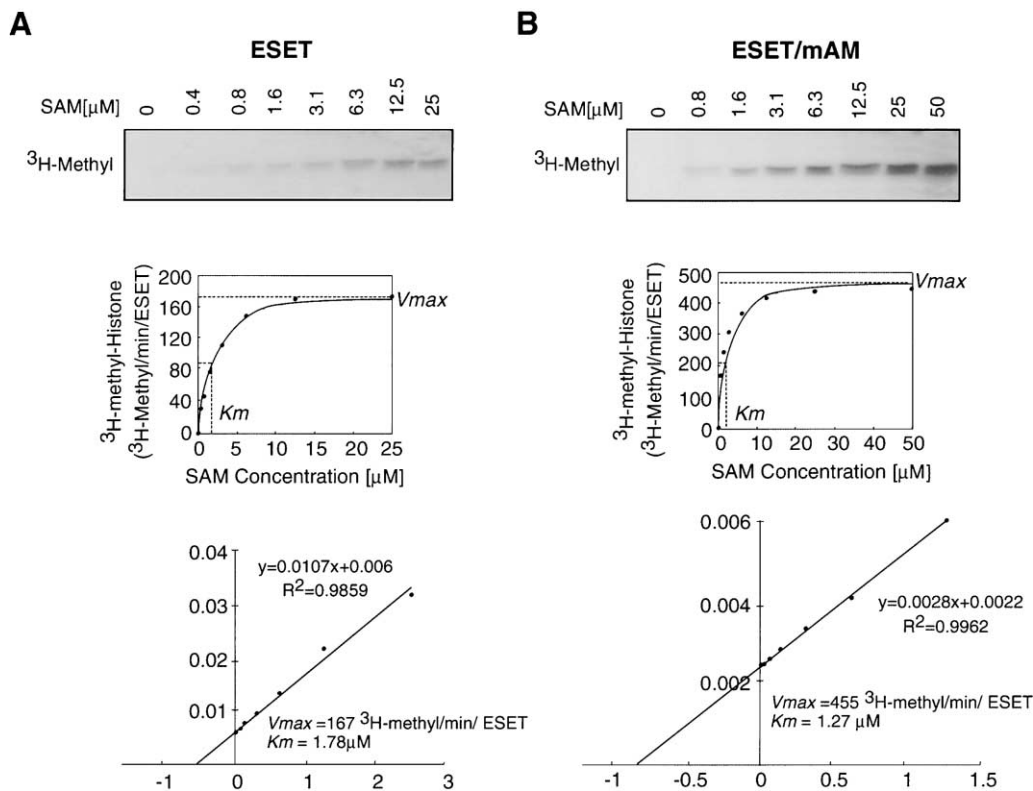 A
ESET
SAM[µM] 0 0.4 0.8 1.6 3.1 6.3 12.5 25
³H-Methyl
³H-methyl-Histone
(³H-Methyl/min/ESET)
200
160
120
80
40
0
Vmax
Km
0 5 10 15 20 25
SAM Concentration [µM]
0.04
0.03
0.02
0.01
y=0.0107x+0.006
R²=0.9859
Vmax =167 ³H-methyl/min/ ESET
Km = 1.78µM
-1 0 1 2 3
B
ESET/mAM
SAM[µM] 0 0.8 1.6 3.1 6.3 12.5 25 50
³H-Methyl
³H-methyl-Histone
(³H-Methyl/min/ESET)
500
400
300
200
100
0
Vmax
Km
0 10 20 30 40 50
SAM Concentration [µM]
0.006
0.004
0.002
y=0.0028x+0.0022
R²=0.9962
Vmax =455 ³H-methyl/min/ ESET
Km = 1.27 µM
-1 -0.5 0 0.5 1 1.5